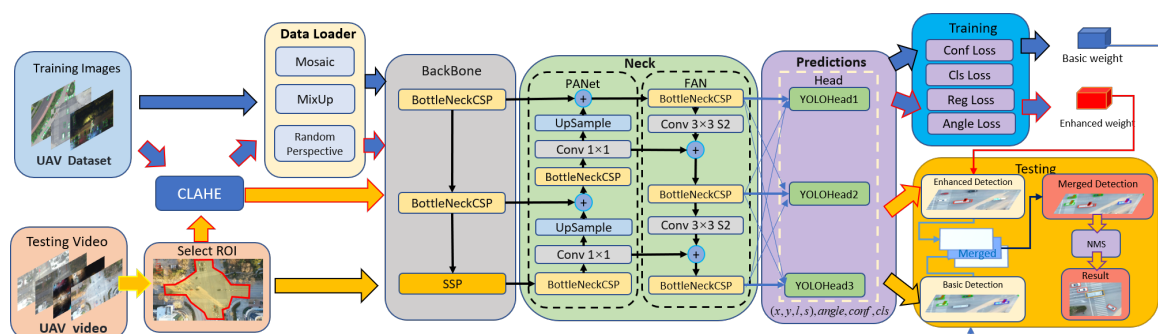 Training Images
UAV Dataset
CLAHE
Testing Video
UAV video
Select ROI
Data Loader
Mosaic
MixUp
Random
Perspective
BackBone
BottleNeckCSP
BottleNeckCSP
SSP
Neck
PANet
UpSample
Conv 1×1
BottleNeckCSP
UpSample
Conv 1×1
BottleNeckCSP
FAN
BottleNeckCSP
Conv 3×3 S2
BottleNeckCSP
Conv 3×3 S2
BottleNeckCSP
Predictions
Head
YOLOHead1
YOLOHead2
YOLOHead3
(x,y,l,s),angle,conf,cls
Training
Conf Loss
Cls Loss
Reg Loss
Angle Loss
Basic weight
Enhanced weight
Testing
Enhanced Detection
Merged
Basic Detection
Merged Detection
NMS
Result